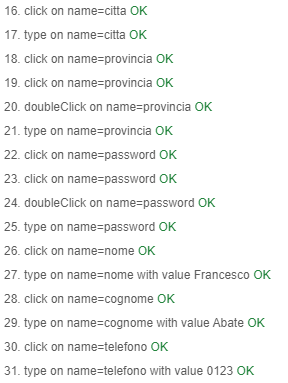 16. click on name=citta OK
17. type on name=citta OK
18. click on name=provincia OK
19. click on name=provincia OK
20. doubleClick on name=provincia OK
21. type on name=provincia OK
22. click on name=password OK
23. click on name=password OK
24. doubleClick on name=password OK
25. type on name=password OK
26. click on name=nome OK
27. type on name=nome with value Francesco OK
28. click on name=cognome OK
29. type on name=cognome with value Abate OK
30. click on name=telefono OK
31. type on name=telefono with value 0123 OK